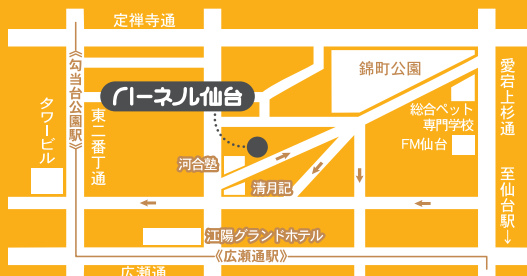 定禅寺通
《勾当台公園駅》
錦町公園
愛宕上杉通
ハーネル仙台
タワービル
東二番丁通
総合ペット
専門学校
FM仙台
河合塾
清月記
至仙台駅→
江陽グランドホテル
《広瀬通駅》
広瀬通